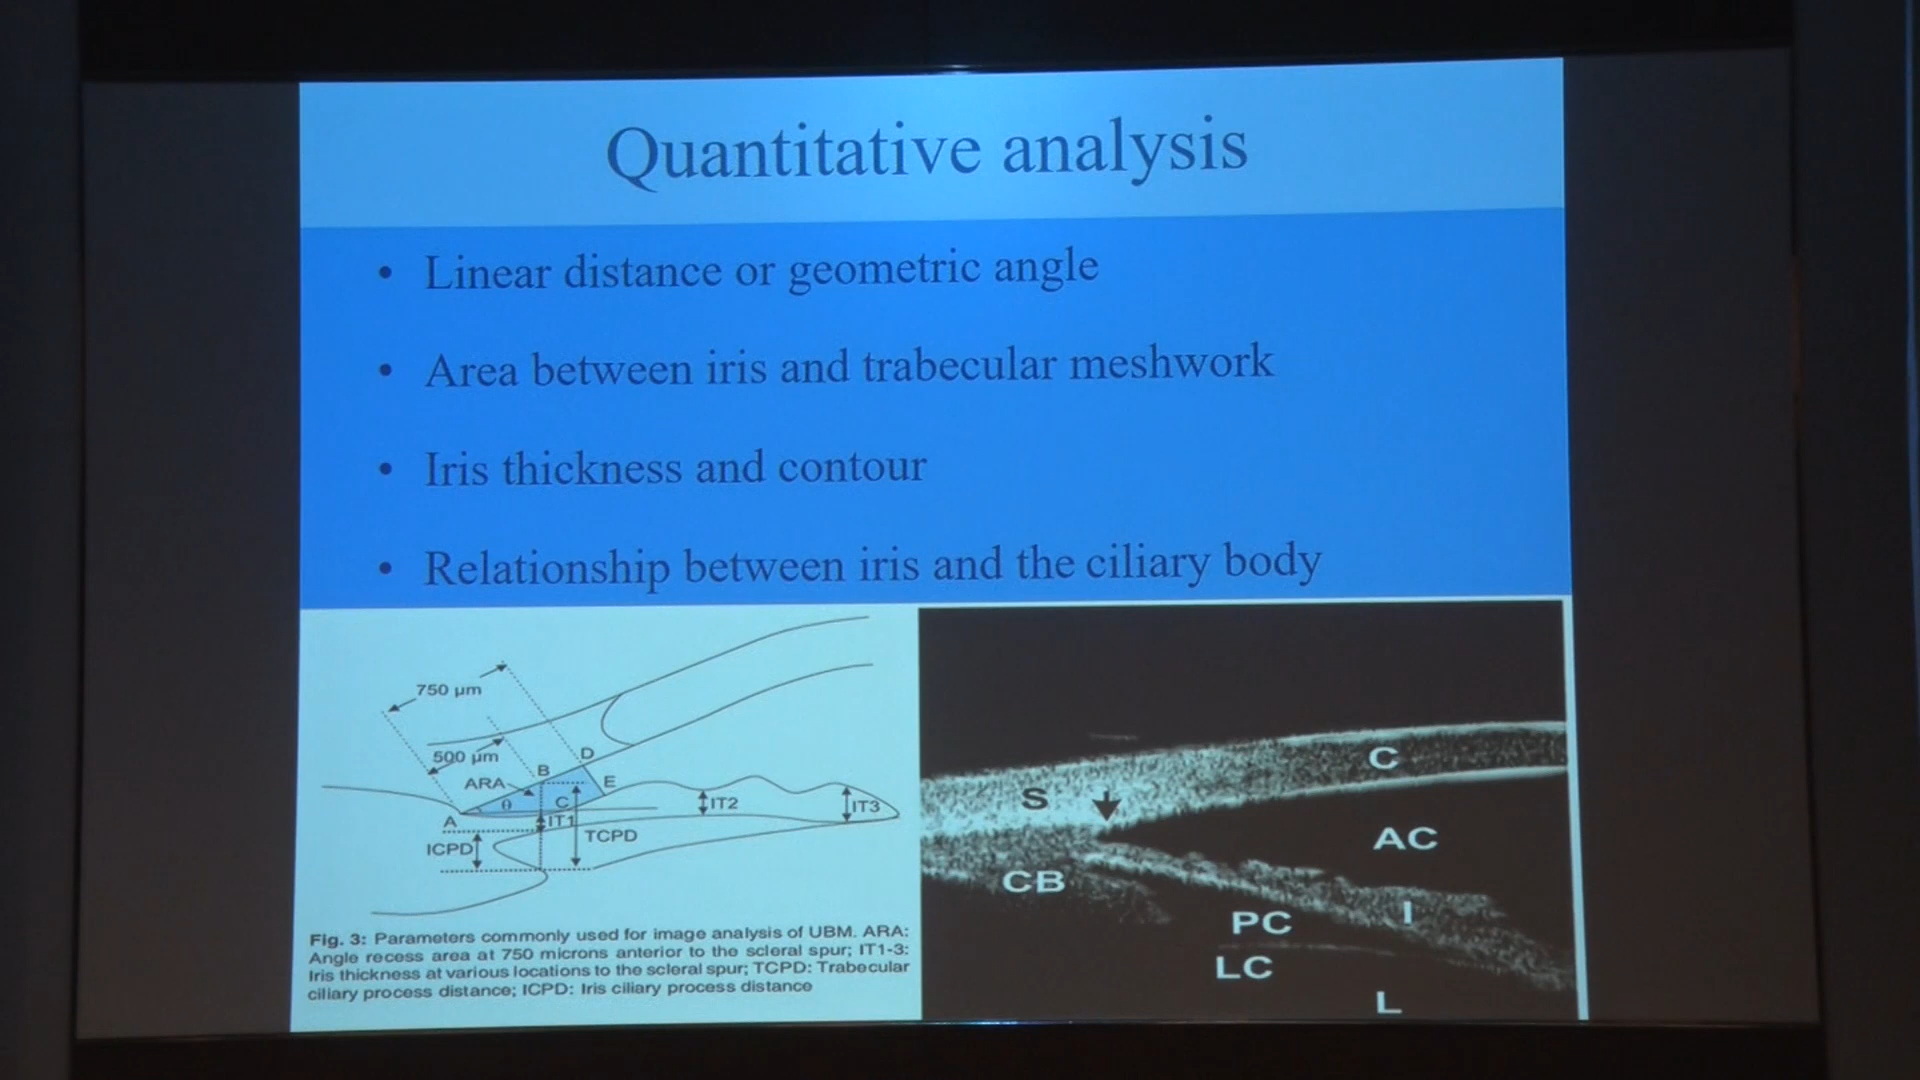 Quantitative analysis
• Linear distance or geometric angle
• Area between iris and trabecular meshwork
• Iris thickness and contour
• Relationship between iris and the ciliary body
750 µm
500 µm
D
B
E
ARA
θ
C
A
IT1
IT2
IT3
TCPD
ICPD
Fig. 3: Parameters commonly used for image analysis of UBM. ARA:
Angle recess area at 750 microns anterior to the scleral spur; IT1-3:
Iris thickness at various locations to the scleral spur; TCPD: Trabecular
ciliary process distance; ICPD: Iris ciliary process distance
C
S
AC
CB
I
PC
LC
L